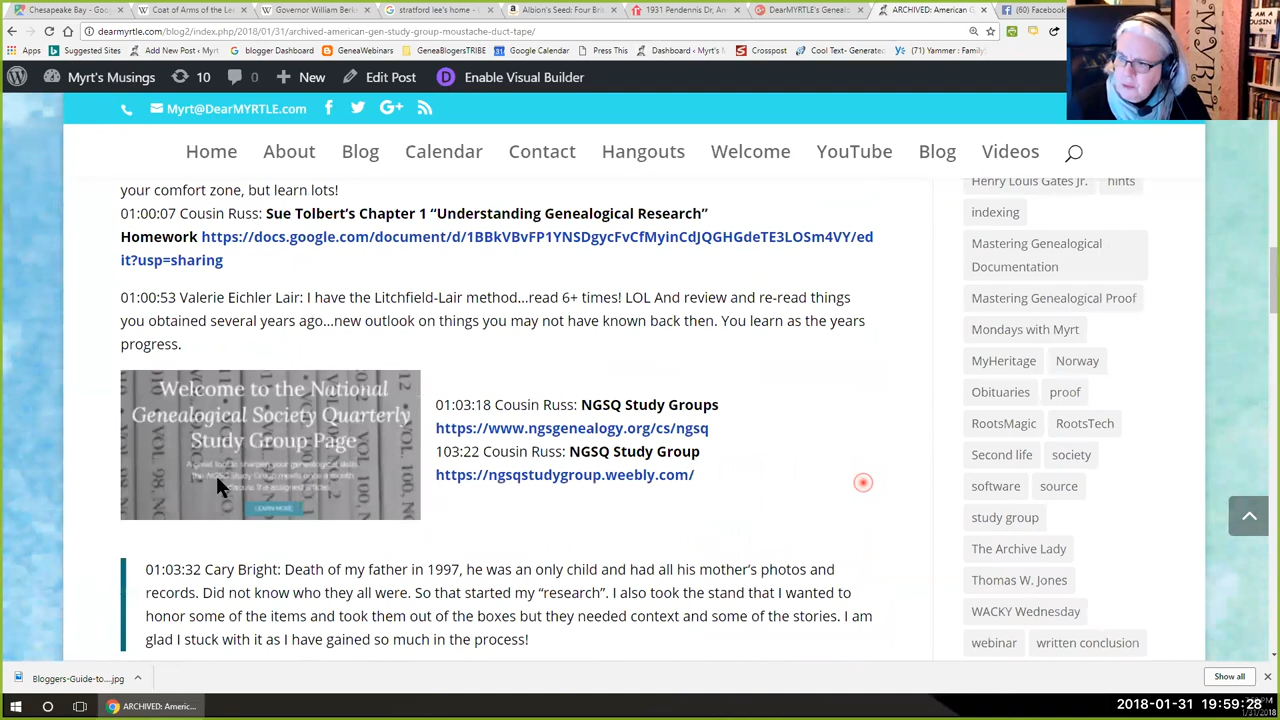 Chesapeake Bay - Goog
Coat of Arms of the Le
Governor William Berk
stratford lee's home - G
Albion's Seed: Four Bri
1931 Pendennis Dr, An
DearMYRTLE's Genealo
ARCHIVED: American G
(60) Facebook
dearmyrtle.com/blog2/index.php/2018/01/31/archived-american-gen-study-group-moustache-duct-tape/
Apps Suggested Sites Add New Post ‹ Myrt blogger Dashboard GeneaWebinars GeneaBlogersTRIBE Google Calendar Press This Dashboard ‹ Myrt's Crosspost Cool Text- Generate (7) Yammer : Family
I AM A COUSIN
MYRT
Myrt's Musings 10 0 New Edit Post Enable Visual Builder
Myrt@DearMYRTLE.com
Home About Blog Calendar Contact Hangouts Welcome YouTube Blog Videos
your comfort zone, but learn lots!
01:00:07 Cousin Russ: Sue Tolbert's Chapter 1 “Understanding Genealogical Research”
Homework https://docs.google.com/document/d/1BBkVBvFP1YNSDgycFvCfMyinCdJQGHGdeTE3LOSm4VY/ed
it?usp=sharing
01:00:53 Valerie Eichler Lair: I have the Litchfield-Lair method…read 6+ times! LOL And review and re-read things
you obtained several years ago…new outlook on things you may not have known back then. You learn as the years
progress.
Welcome to the National
Genealogical Society Quarterly
Study Group Page
LEARN MORE
01:03:18 Cousin Russ: NGSQ Study Groups
https://www.ngsgenealogy.org/cs/ngsq
103:22 Cousin Russ: NGSQ Study Group
https://ngsqstudygroup.weebly.com/
01:03:32 Cary Bright: Death of my father in 1997, he was an only child and had all his mother's photos and
records. Did not know who they all were. So that started my “research”. I also took the stand that I wanted to
honor some of the items and took them out of the boxes but they needed context and some of the stories. I am
glad I stuck with it as I have gained so much in the process!
Henry Louis Gates Jr. hints
indexing
Mastering Genealogical
Documentation
Mastering Genealogical Proof
Mondays with Myrt
MyHeritage Norway
Obituaries proof
RootsMagic RootsTech
Second life society
software source
study group
The Archive Lady
Thomas W. Jones
WACKY Wednesday
webinar written conclusion
Bloggers-Guide-to....jpg
Show all
ARCHIVED: Americ...
2018-01-31 19:59:28
1/31/2018